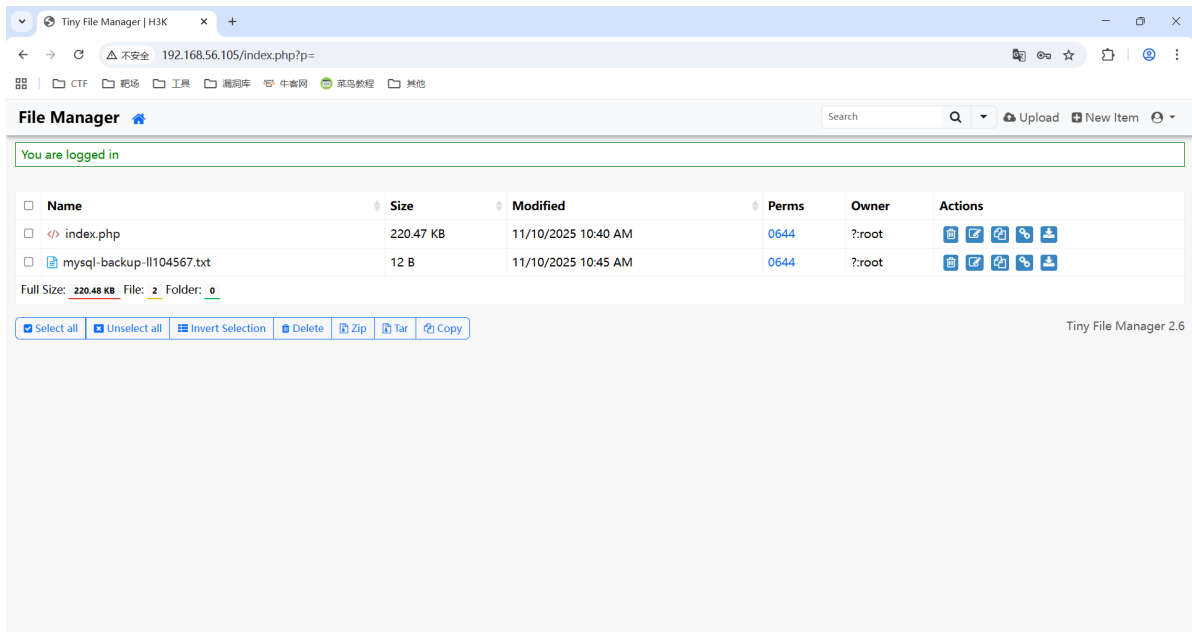 Tiny File Manager | H3K
不安全 192.168.56.105/index.php?p=
CTF 靶场 工具 漏洞库 牛客网 菜鸟教程 其他
File Manager Search Upload New Item
You are logged in
Name Size Modified Perms Owner Actions
index.php 220.47 KB 11/10/2025 10:40 AM 0644 ?:root
mysql-backup-ll104567.txt 12 B 11/10/2025 10:45 AM 0644 ?:root
Full Size: 220.48 KB File: 2 Folder: 0
Select all Unselect all Invert Selection Delete Zip Tar Copy Tiny File Manager 2.6